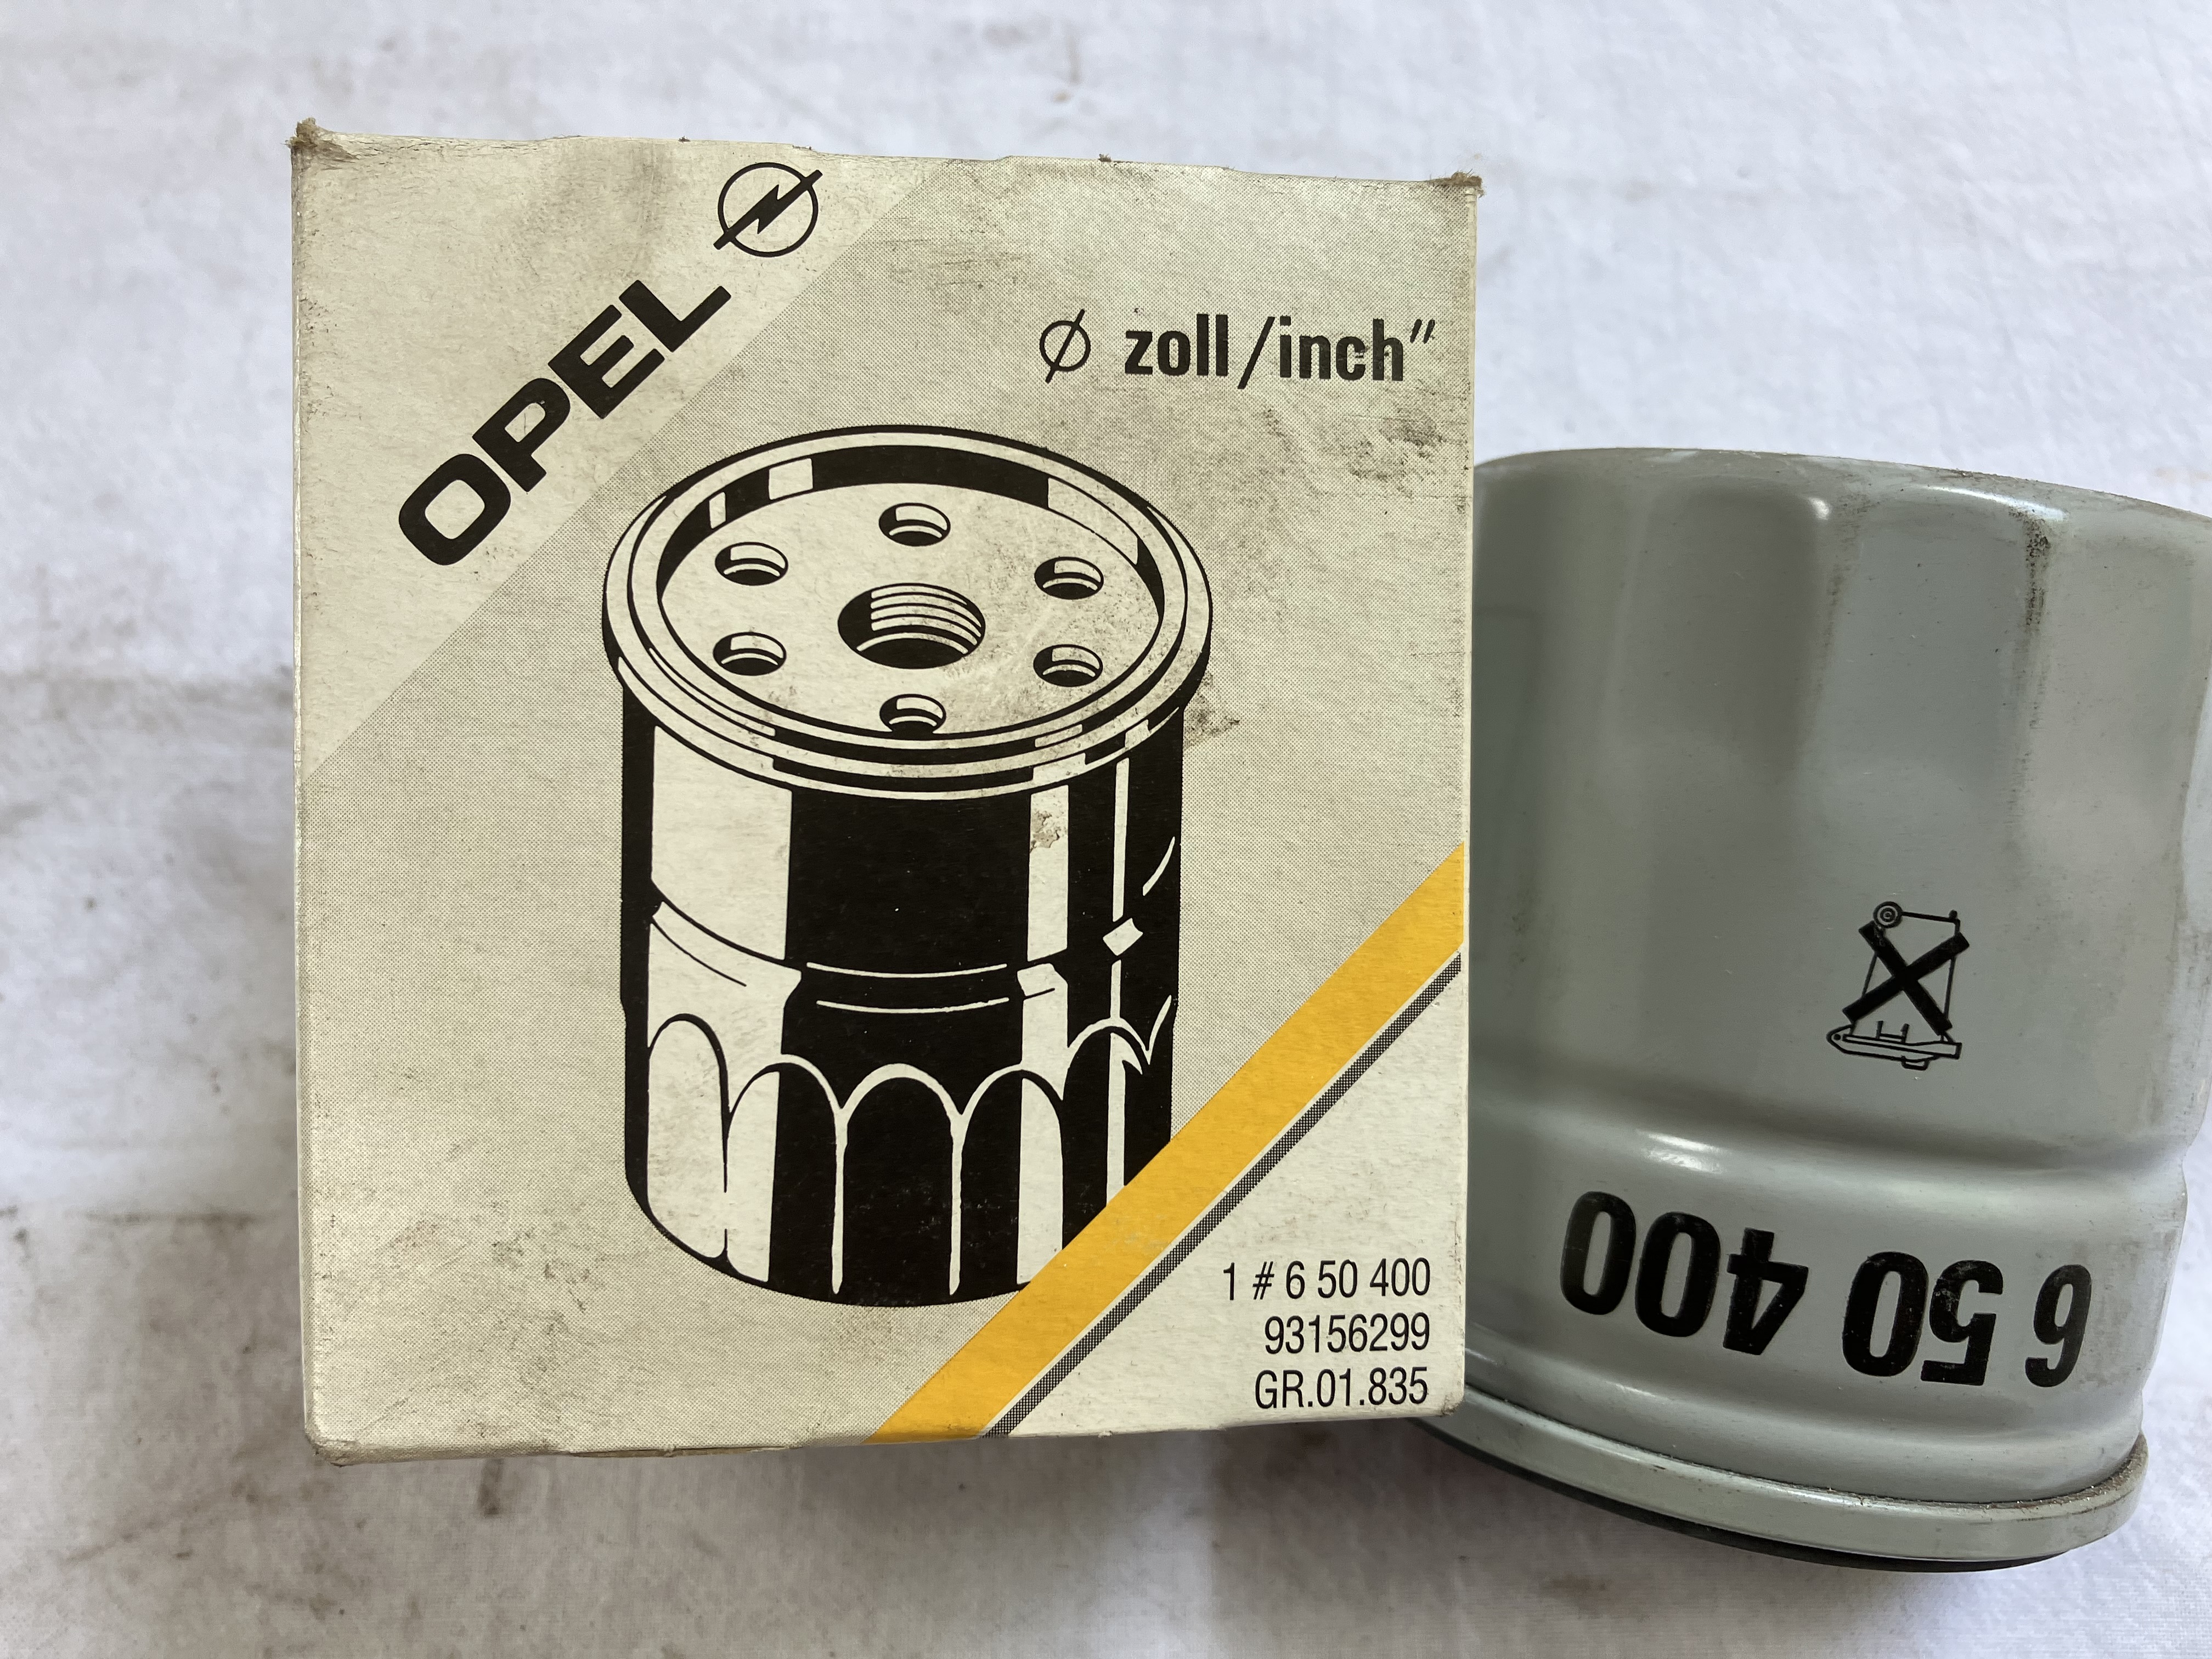 OPEL
Ø zoll/inch"
1 # 6 50 400
93156299
GR.01.835
6 50 400